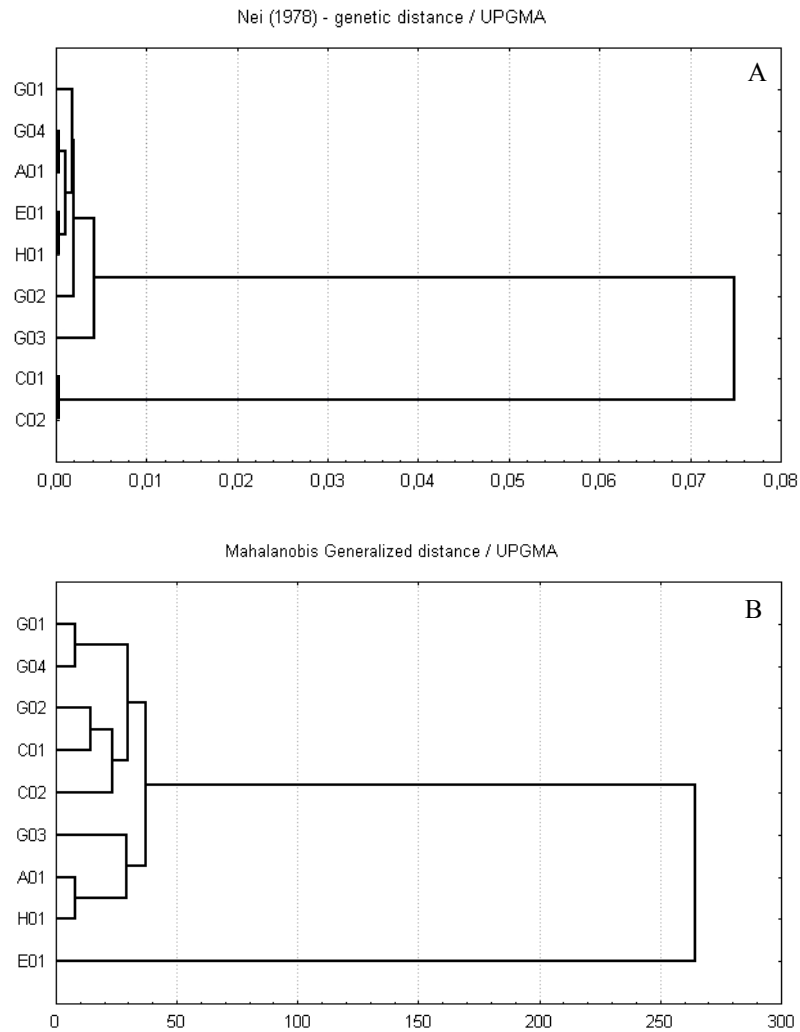 Nei (1978) - genetic distance / UPGMA
A
G01
G04
A01
E01
H01
G02
G03
C01
C02
0,00 0,01 0,02 0,03 0,04 0,05 0,06 0,07 0,08
Mahalanobis Generalized distance / UPGMA
B
G01
G04
G02
C01
C02
G03
A01
H01
E01
0 50 100 150 200 250 300